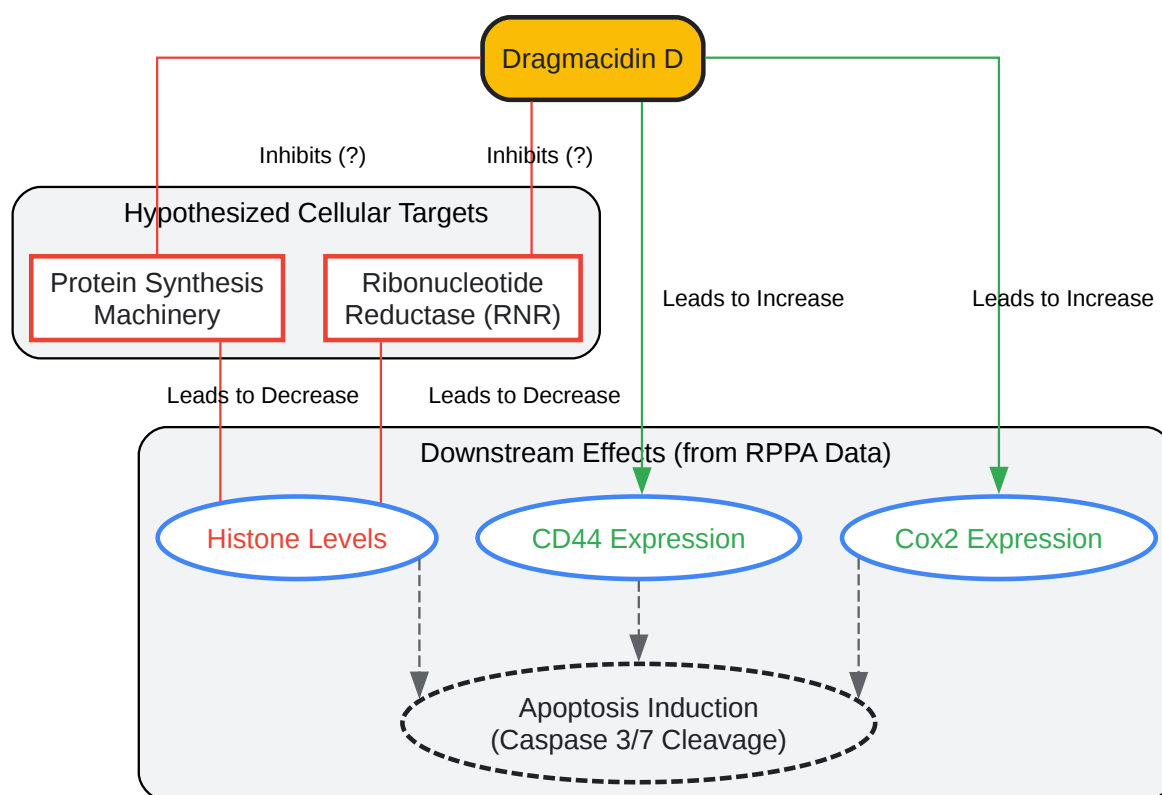 Dragmacidin D
Inhibits (?)
Inhibits (?)
Hypothesized Cellular Targets
Protein Synthesis
Machinery
Ribonucleotide
Reductase (RNR)
Leads to Increase
Leads to Increase
Leads to Decrease
Leads to Decrease
Downstream Effects (from RPPA Data)
Histone Levels
CD44 Expression
Cox2 Expression
Apoptosis Induction
(Caspase 3/7 Cleavage)